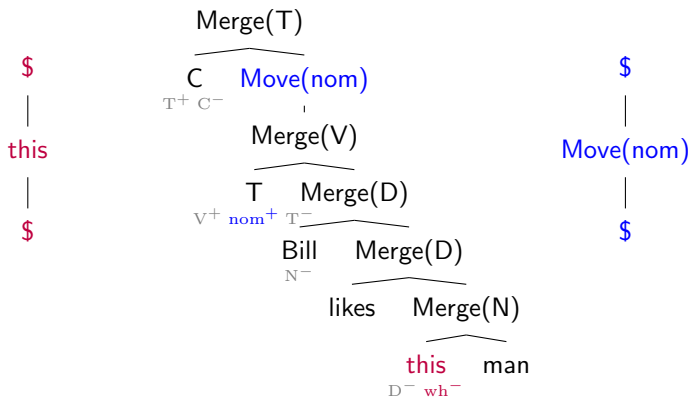 Merge(T)
$ C Move(nom) $
T⁺ C⁻
this Merge(V) Move(nom)
T Merge(D)
V⁺ nom⁺ T⁻
$ $
Bill Merge(D)
N⁻
likes Merge(N)
this man
D⁻ wh⁻